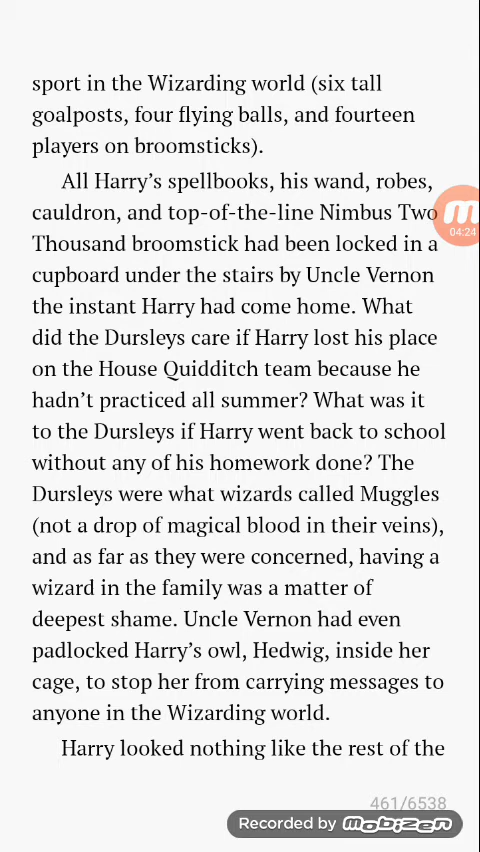 sport in the Wizarding world (six tall
goalposts, four flying balls, and fourteen
players on broomsticks).
All Harry’s spellbooks, his wand, robes,
cauldron, and top-of-the-line Nimbus Two
Thousand broomstick had been locked in a
cupboard under the stairs by Uncle Vernon
the instant Harry had come home. What
did the Dursleys care if Harry lost his place
on the House Quidditch team because he
hadn’t practiced all summer? What was it
to the Dursleys if Harry went back to school
without any of his homework done? The
Dursleys were what wizards called Muggles
(not a drop of magical blood in their veins),
and as far as they were concerned, having a
wizard in the family was a matter of
deepest shame. Uncle Vernon had even
padlocked Harry’s owl, Hedwig, inside her
cage, to stop her from carrying messages to
anyone in the Wizarding world.
Harry looked nothing like the rest of the
04:24
461/6538
Recorded by mobizen